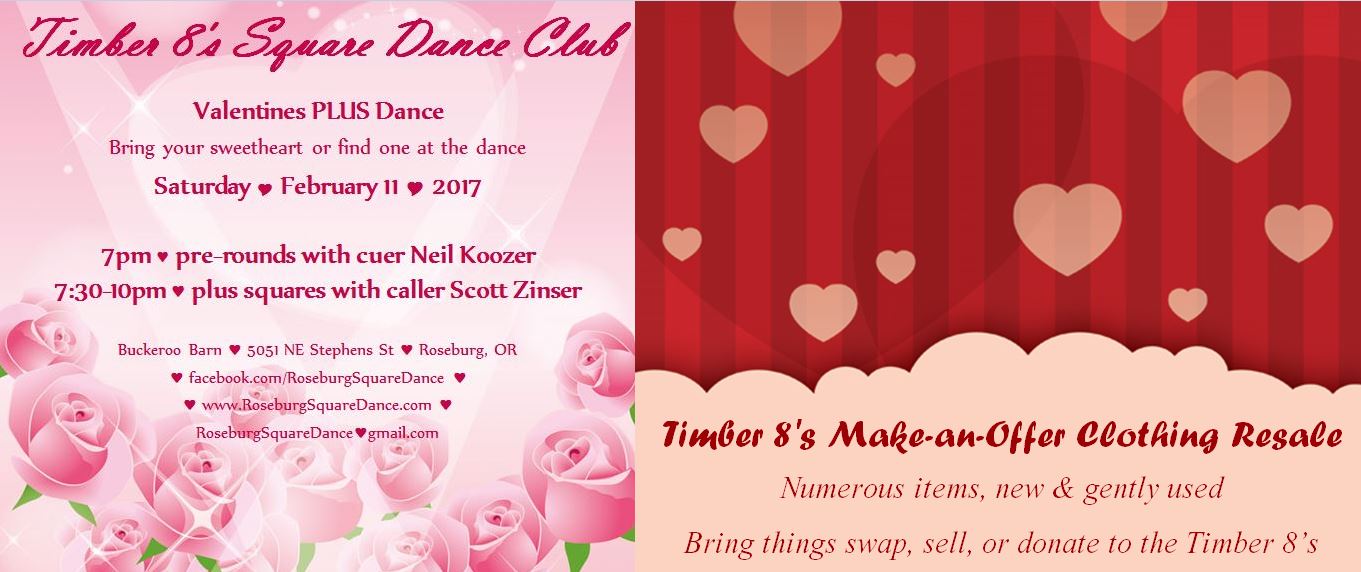 Timber 8's Square Dance Club
Valentines PLUS Dance
Bring your sweetheart or find one at the dance
Saturday ♥ February 11 ♥ 2017
7pm ♥ pre-rounds with cuer Neil Koozer
7:30-10pm ♥ plus squares with caller Scott Zinser
Buckeroo Barn ♥ 5051 NE Stephens St ♥ Roseburg, OR
♥ facebook.com/RoseburgSquareDance ♥
♥ www.RoseburgSquareDance.com ♥
RoseburgSquareDance♥gmail.com
Timber 8's Make-an-Offer Clothing Resale
Numerous items, new & gently used
Bring things swap, sell, or donate to the Timber 8’s